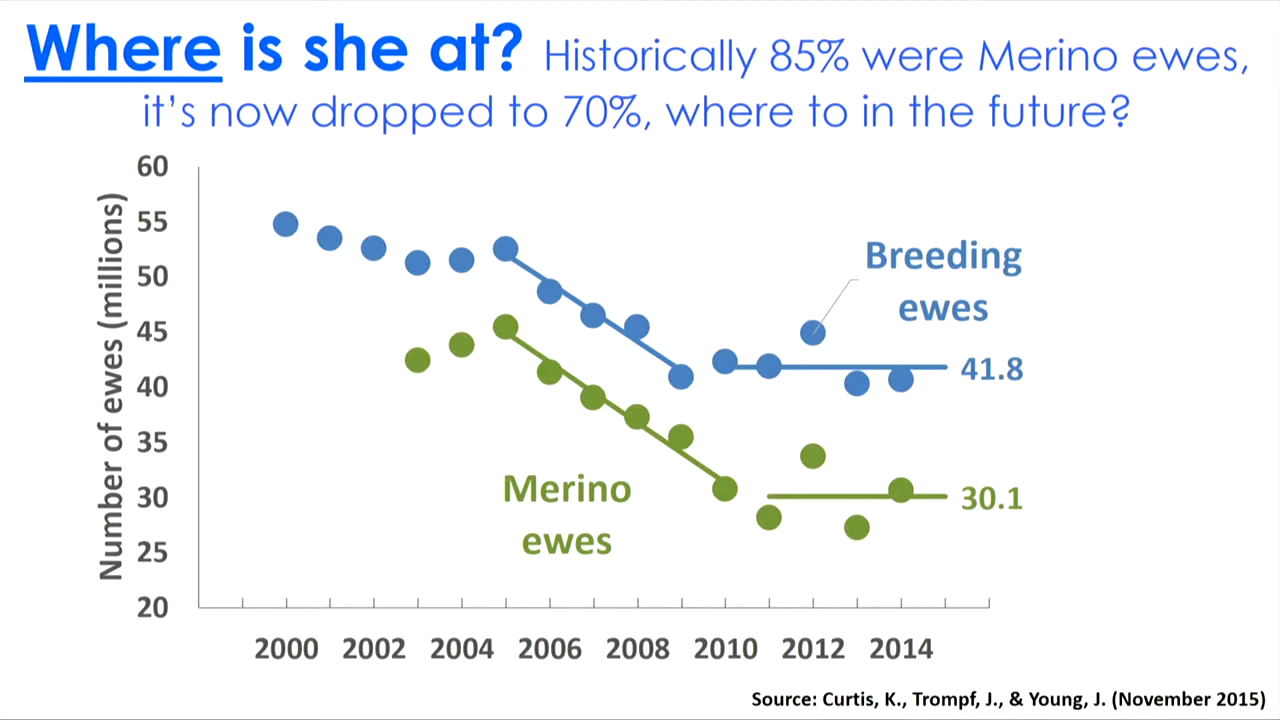 Where is she at? Historically 85% were Merino ewes,
it's now dropped to 70%, where to in the future?
Number of ewes (millions)
60
55
50
45
40
35
30
25
20
Breeding
ewes
41.8
Merino
ewes
30.1
2000 2002 2004 2006 2008 2010 2012 2014
Source: Curtis, K., Trompf, J., & Young, J. (November 2015)